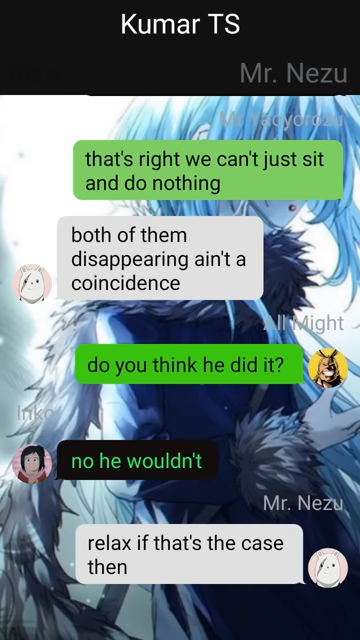 Kumar TS
Mr. Nezu
Mr Yaoyorozu
that's right we can't just sit
and do nothing
both of them
disappearing ain't a
coincidence
All Might
do you think he did it?
Inko
no he wouldn't
Mr. Nezu
relax if that's the case
then